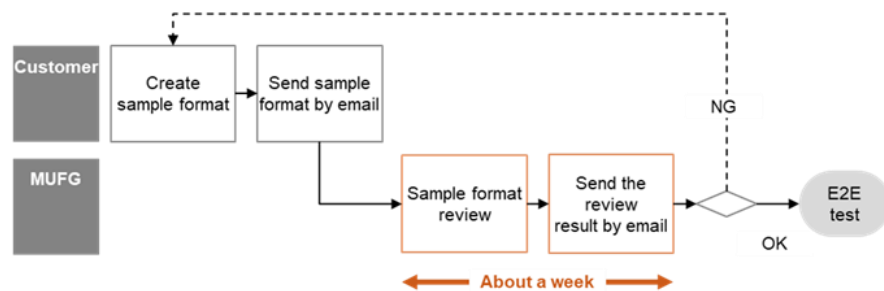 Customer
Create
sample format
Send sample
format by email
NG
MUFG
Sample format
review
Send the
review
result by email
E2E
test
OK
About a week